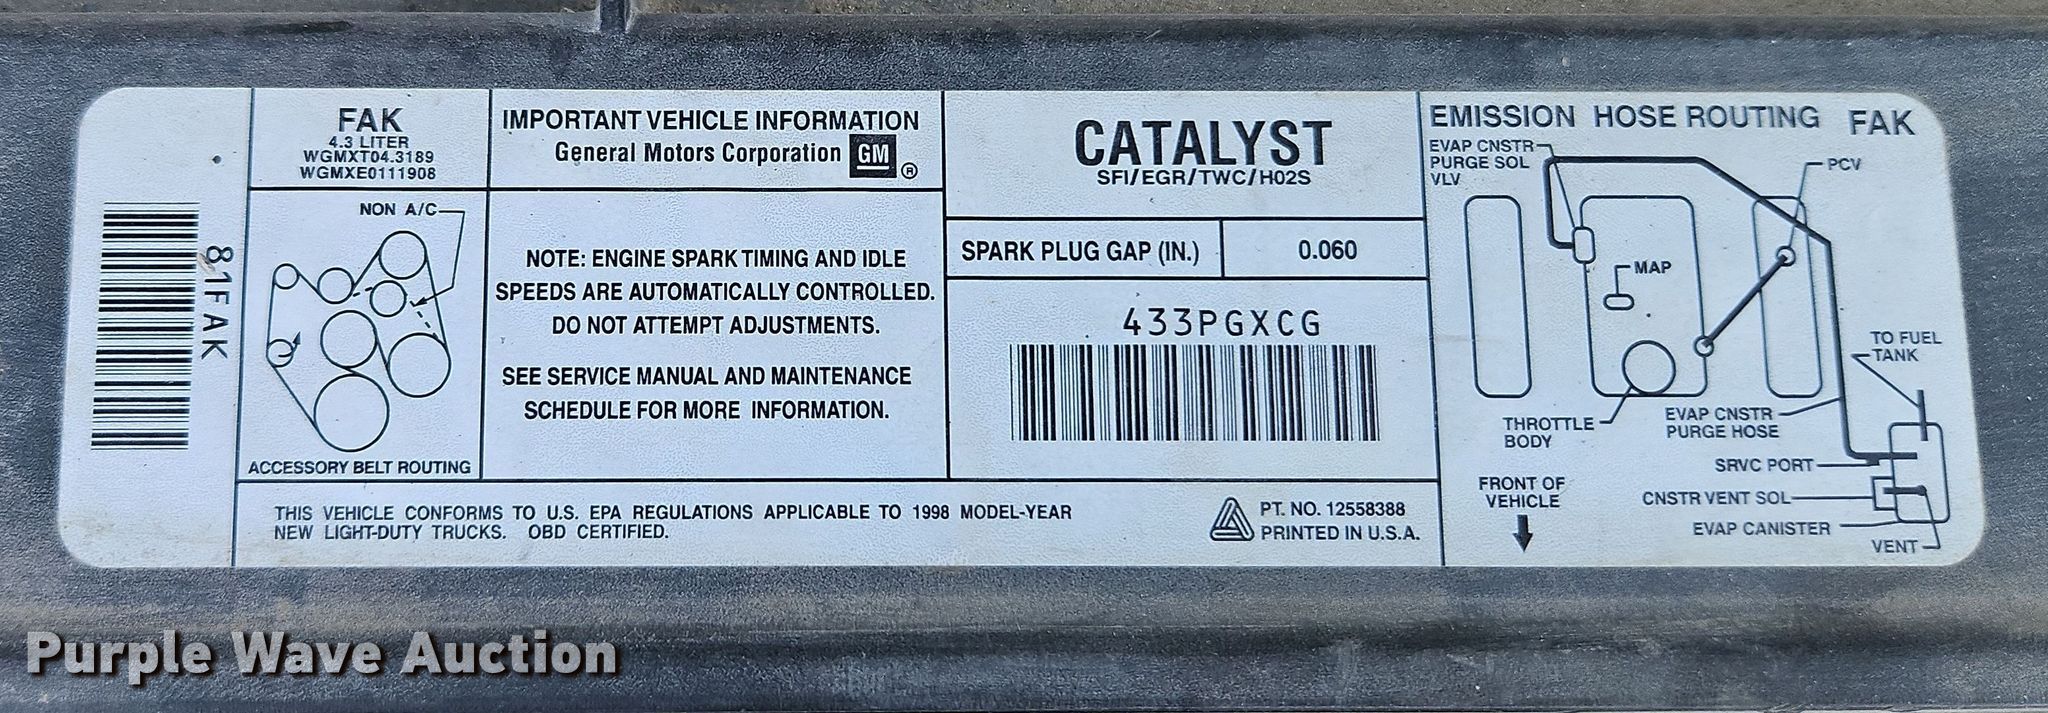 81FAK
FAK
4.3 LITER
WGMXT04.3189
WGMXE0111908
NON A/C
ACCESSORY BELT ROUTING
IMPORTANT VEHICLE INFORMATION
General Motors Corporation GM ®
NOTE: ENGINE SPARK TIMING AND IDLE
SPEEDS ARE AUTOMATICALLY CONTROLLED.
DO NOT ATTEMPT ADJUSTMENTS.
SEE SERVICE MANUAL AND MAINTENANCE
SCHEDULE FOR MORE INFORMATION.
CATALYST
SFI/EGR/TWC/H02S
SPARK PLUG GAP (IN.) 0.060
433PGXCG
THIS VEHICLE CONFORMS TO U.S. EPA REGULATIONS APPLICABLE TO 1998 MODEL-YEAR
NEW LIGHT-DUTY TRUCKS. OBD CERTIFIED.
PT. NO. 12558388
PRINTED IN U.S.A.
EMISSION HOSE ROUTING FAK
EVAP CNSTR
PURGE SOL
VLV
PCV
MAP
TO FUEL
TANK
THROTTLE
BODY
EVAP CNSTR
PURGE HOSE
SRVC PORT
FRONT OF
VEHICLE
CNSTR VENT SOL
EVAP CANISTER
VENT
Purple Wave Auction